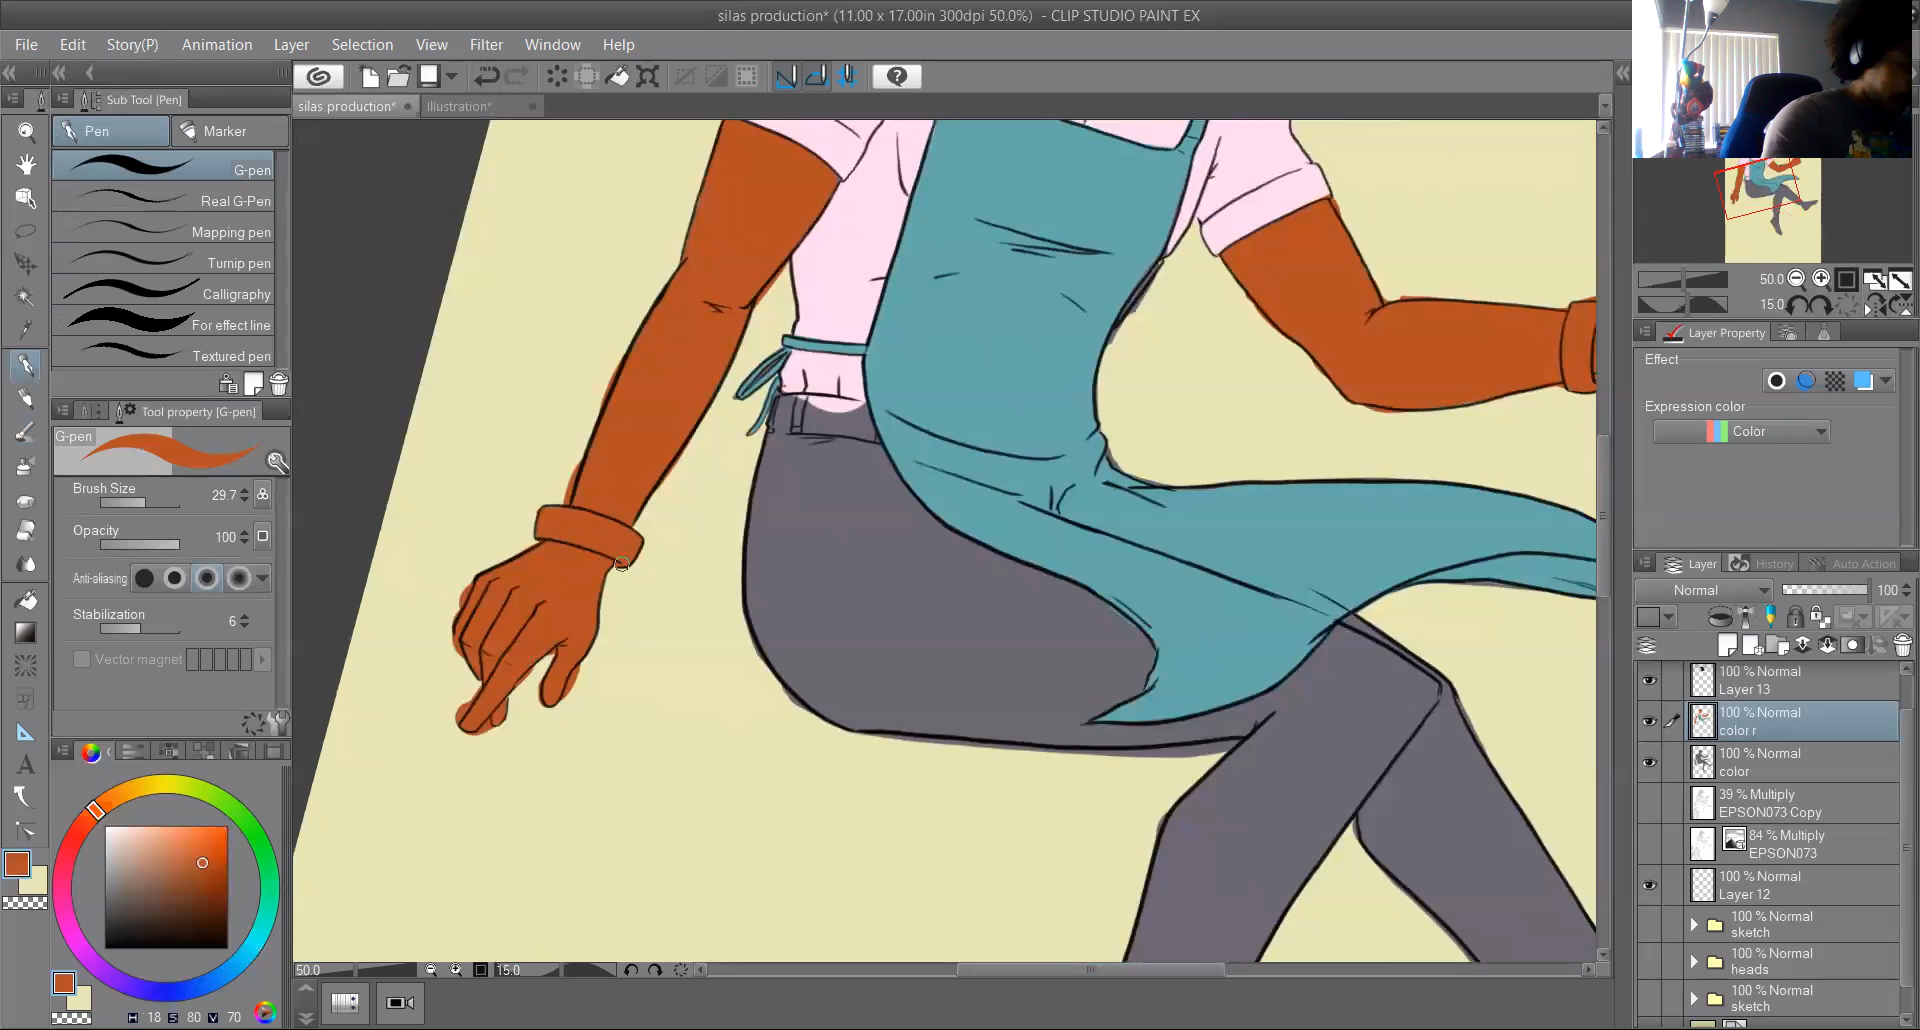 silas production* (11.00 x 17.00in 300dpi 50.0%) - CLIP STUDIO PAINT EX
File Edit Story(P) Animation Layer Selection View Filter Window Help
Sub Tool [Pen]
silas production* Illustration*
Pen Marker
G-pen
Real G-Pen
Mapping pen
Turnip pen
Calligraphy
For effect line
Textured pen
Tool property [G-pen]
G-pen
Brush Size 29.7
Opacity 100
Anti-aliasing
Stabilization 6
Vector magnet
H 18 S 80 V 70
50.0 15.0
50.0
15.0
Layer Property
Effect
Expression color
Color
Layer History Auto Action
Normal 100
100 % Normal
Layer 13
100 % Normal
color r
100 % Normal
color
39 % Multiply
EPSON073 Copy
84 % Multiply
EPSON073
100 % Normal
Layer 12
100 % Normal
sketch
100 % Normal
heads
100 % Normal
sketch